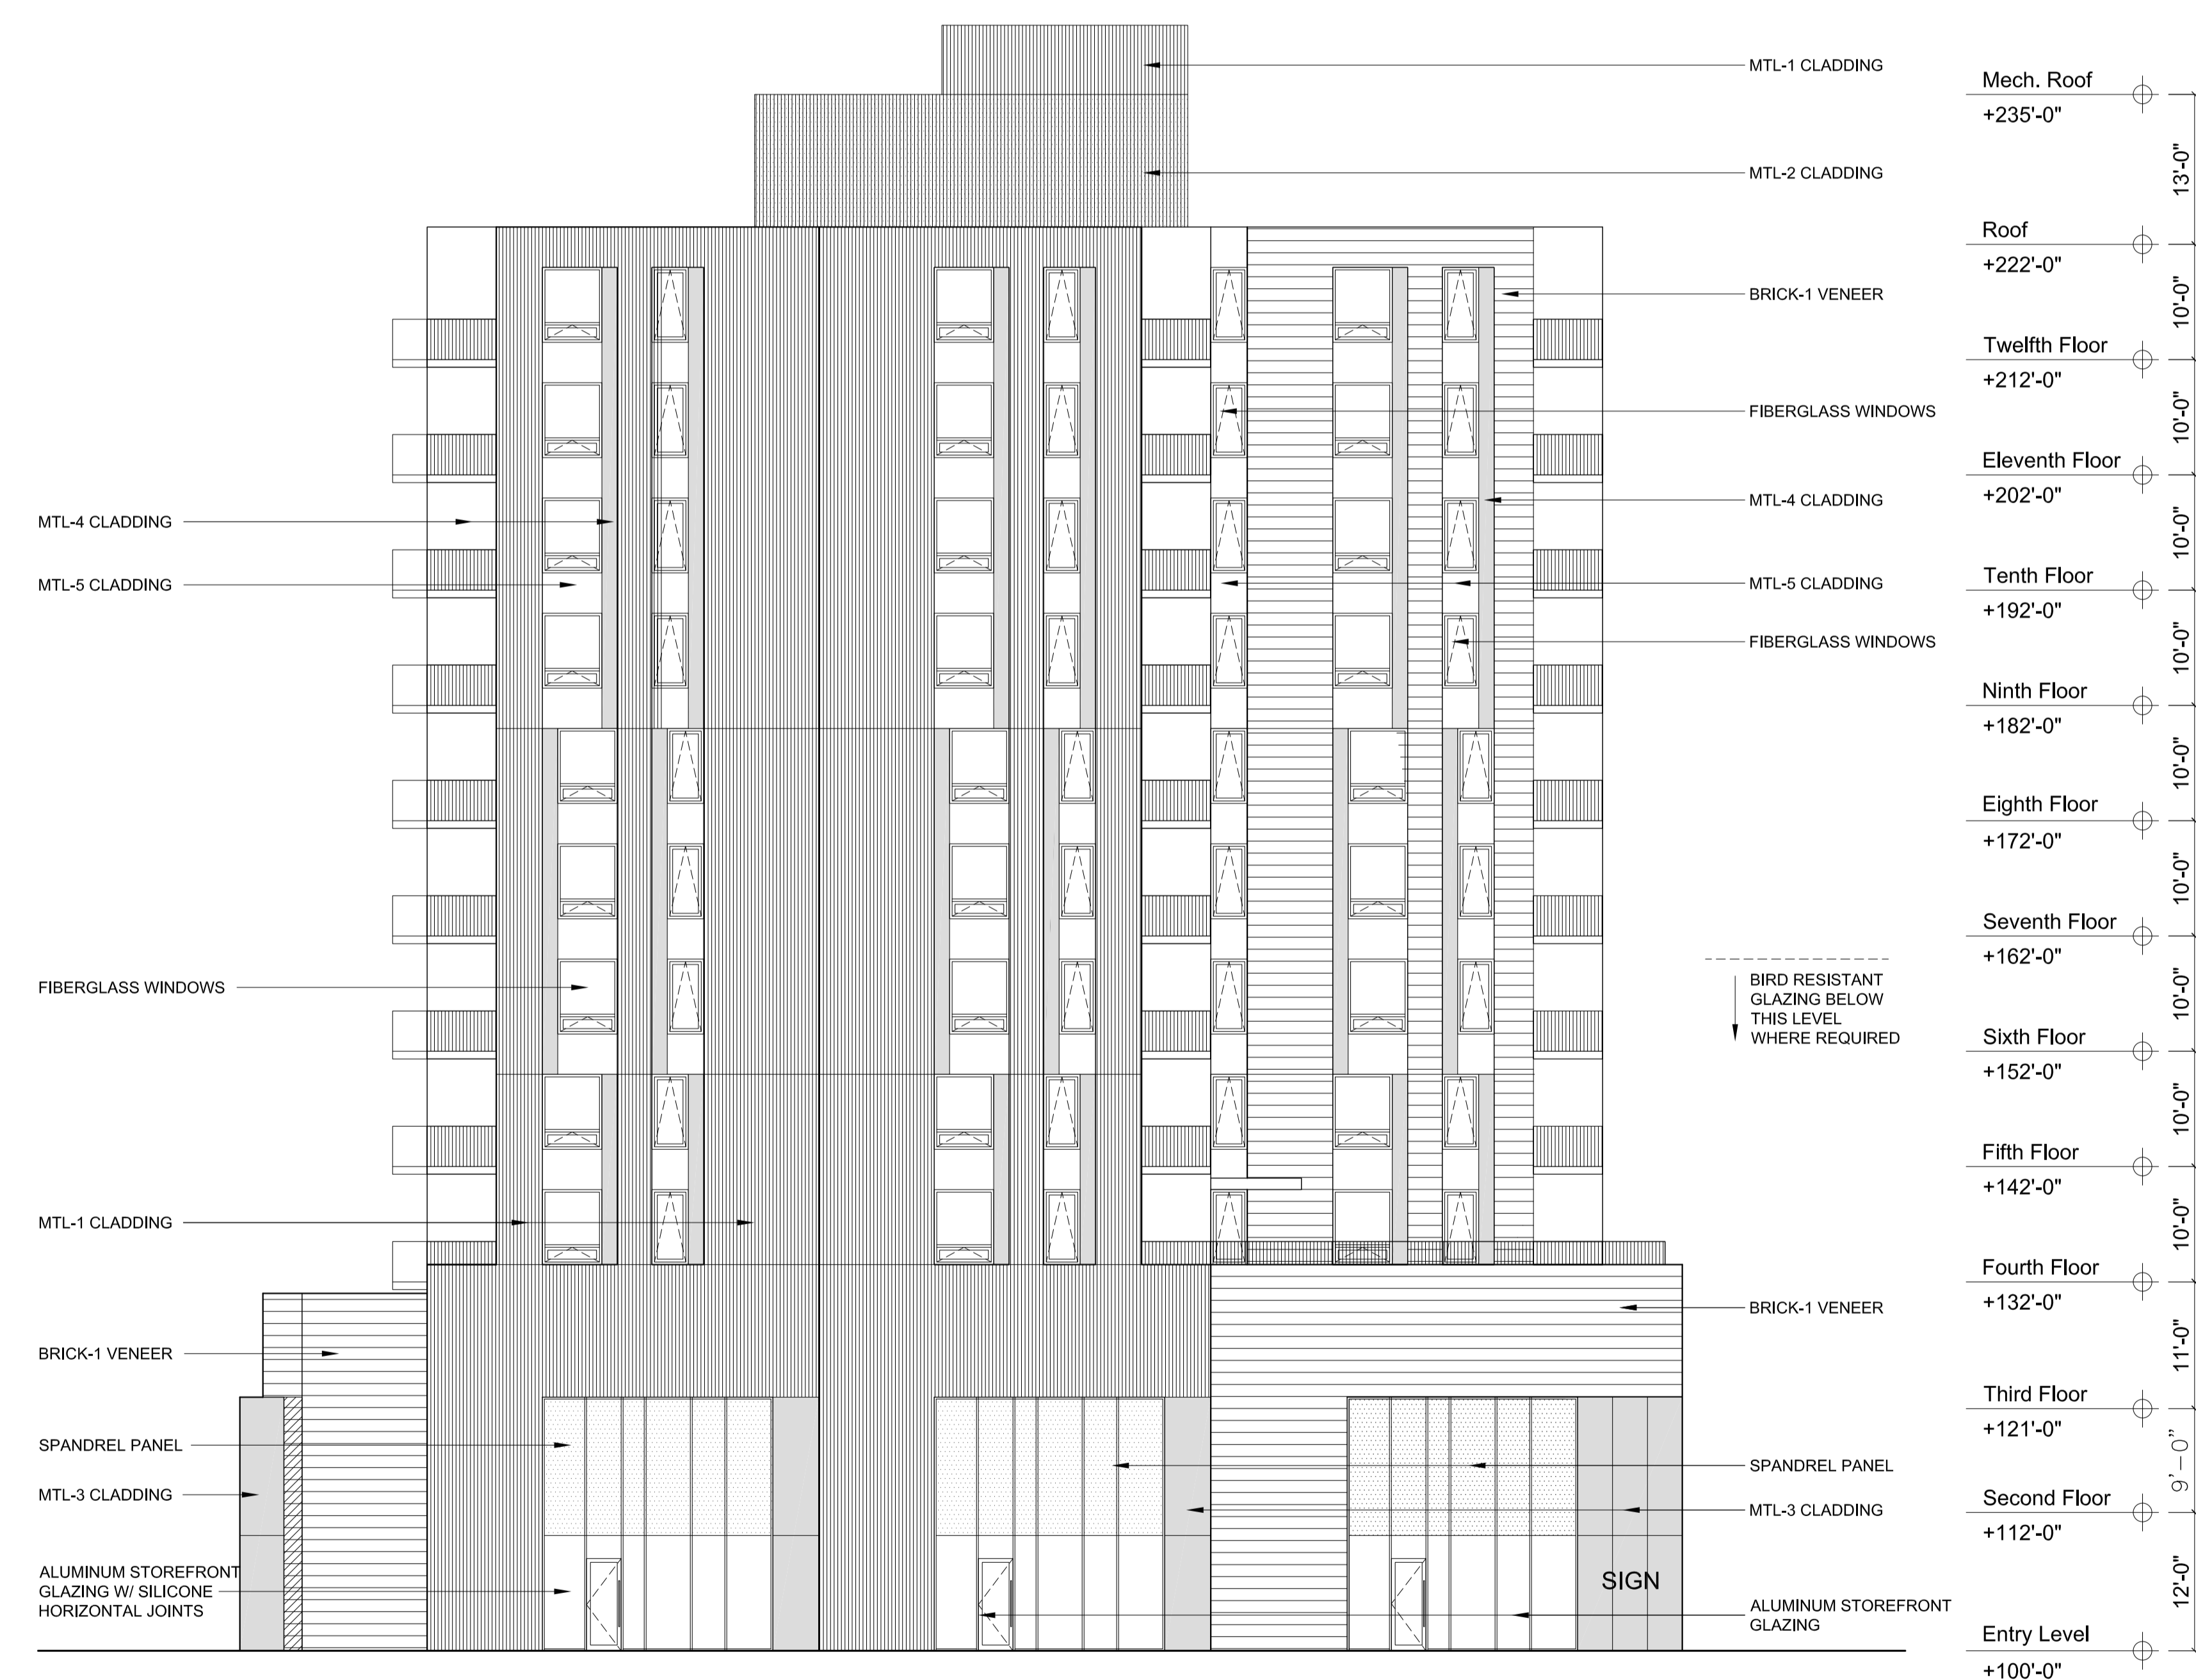 MTL-1 CLADDING
MTL-2 CLADDING
BRICK-1 VENEER
FIBERGLASS WINDOWS
MTL-4 CLADDING
MTL-5 CLADDING
FIBERGLASS WINDOWS
BIRD RESISTANT
GLAZING BELOW
THIS LEVEL
WHERE REQUIRED
BRICK-1 VENEER
SPANDREL PANEL
MTL-3 CLADDING
ALUMINUM STOREFRONT
GLAZING
SIGN
MTL-4 CLADDING
MTL-5 CLADDING
FIBERGLASS WINDOWS
MTL-1 CLADDING
BRICK-1 VENEER
SPANDREL PANEL
MTL-3 CLADDING
ALUMINUM STOREFRONT
GLAZING W/ SILICONE
HORIZONTAL JOINTS
Mech. Roof
+235'-0"
13'-0"
Roof
+222'-0"
10'-0"
Twelfth Floor
+212'-0"
10'-0"
Eleventh Floor
+202'-0"
10'-0"
Tenth Floor
+192'-0"
10'-0"
Ninth Floor
+182'-0"
10'-0"
Eighth Floor
+172'-0"
10'-0"
Seventh Floor
+162'-0"
10'-0"
Sixth Floor
+152'-0"
10'-0"
Fifth Floor
+142'-0"
10'-0"
Fourth Floor
+132'-0"
11'-0"
Third Floor
+121'-0"
9'-0"
Second Floor
+112'-0"
12'-0"
Entry Level
+100'-0"